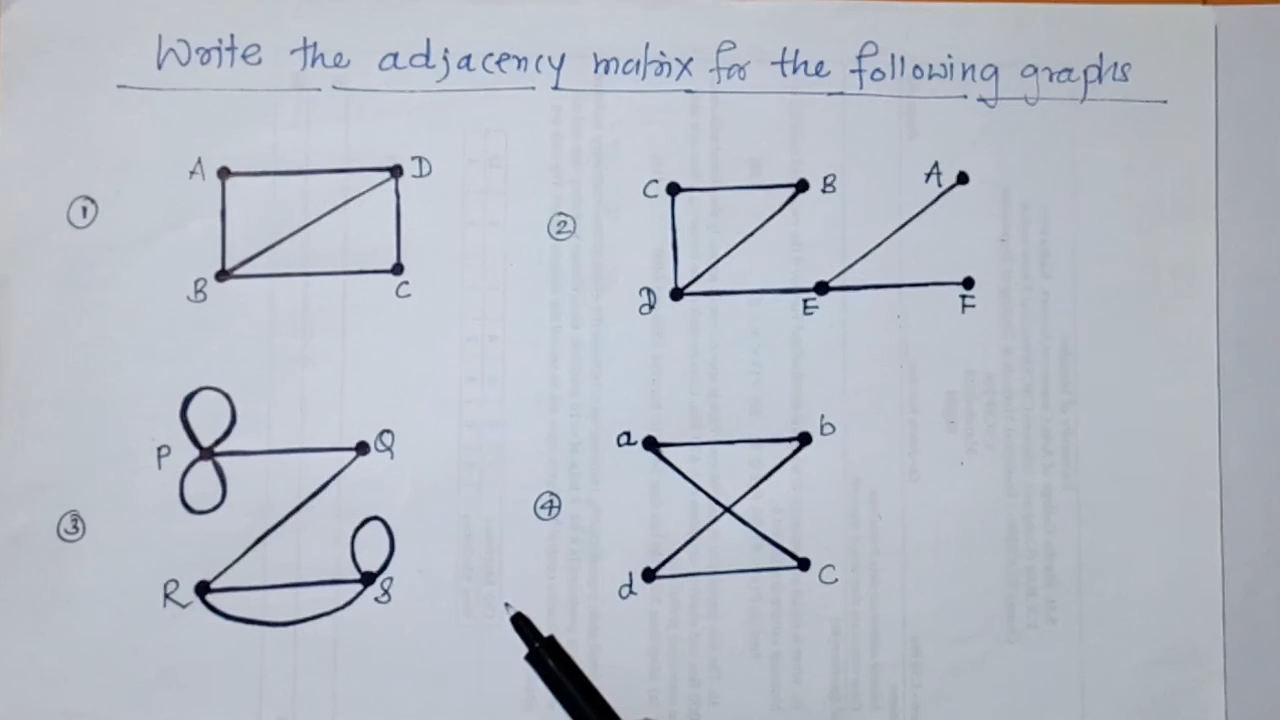 Write the adjacency matrix for the following graphs
①
A
D
B
C
②
C
B
A
D
E
F
③
P
Q
R
S
④
a
b
d
c